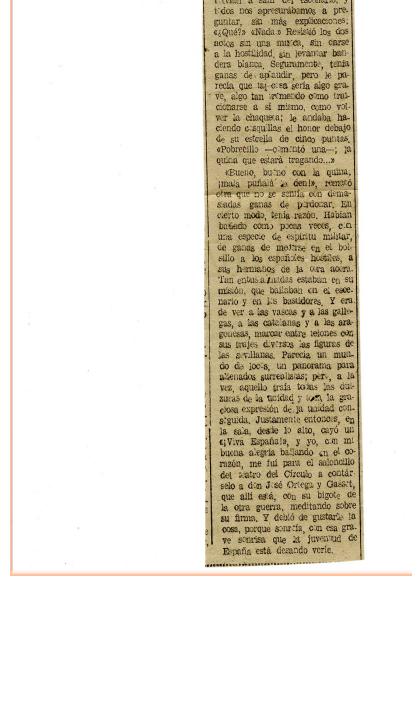 todos nos apresurábamos a pre-
guntar, sin más explicaciones:
«¿Qué?» «Nada.» Resistió los dos
actos sin una mueca, sin darse
a la hostilidad, sin levantar ban-
dera blanca. Seguramente, tenía
ganas de aplaudir, pero le pa-
recía que tal cosa sería algo gra-
ve, algo tan tremendo como trai-
cionarse a sí mismo, como vol-
ver la chaqueta; le andaba ha-
ciendo cosquillas el honor debajo
de su estrella de cinco puntas.
«Pobrecillo —comentó una—; ¡a
quina que estará tragando...»
«Bueno, bueno con la quina,
¡mala puñalá le den!», remató
otra que no se sentía con dema-
siadas ganas de perdonar. En
cierto modo, tenía razón. Habían
bailado como pocas veces, con
una especie de espíritu militar,
de ganas de meterse en el bol-
sillo a los españoles hostiles, a
sus hermanos de la otra acera.
Tan entusiasmadas estaban en su
misión, que bailaban en el esce-
nario y en los bastidores. Y era
de ver a las vascas y a las galle-
gas, a las catalanas y a las ara-
gonesas, marcar entre telones con
sus trajes diversos las figuras de
las sevillanas. Parecía un mun-
do de locos, un panorama para
alienados surrealistas; pero, a la
vez, aquello traía todas las dul-
zuras de la unidad y toda la gra-
ciosa expresión de la unidad con-
seguida. Justamente entonces, en
la sala, desde lo alto, cayó un
«¡Viva España!», y yo, con mi
buena alegría bailando en el co-
razón, me fuí para el saloncillo
del teatro del Círculo a contár-
selo a don José Ortega y Gasset,
que allí está, con su bigote de
la otra guerra, meditando sobre
su firma. Y debió de gustarle la
cosa, porque sonreía, con esa gra-
ve sonrisa que la juventud de
España está deseando verle.